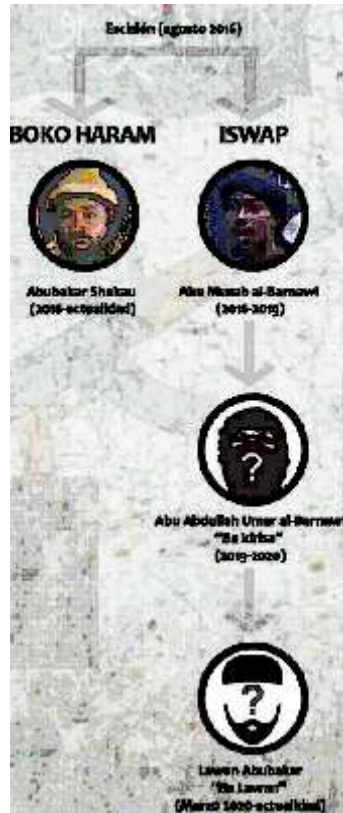 Escisión (agosto 2016)
BOKO HARAM
ISWAP
Abubakar Shekau
(2016-actualidad)
Abu Musab al-Barnawi
(2016-2019)
?
Abu Abdullah Umar al-Barnawi
"Ba Idrisa"
(2019-2020)
?
Lawan Abubakar
"Ba Lawan"
(Marzo 2020-actualidad)